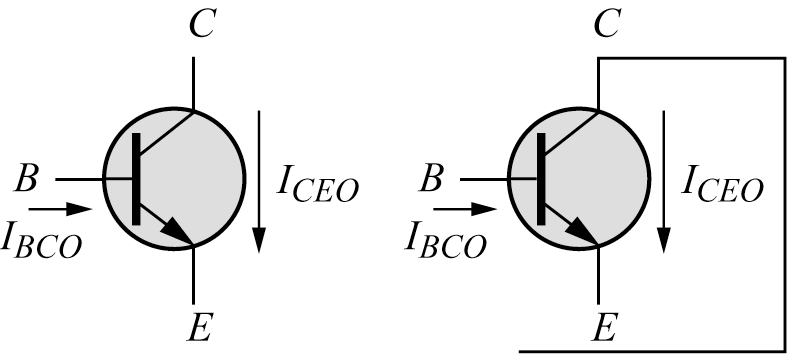 C C
B I_CEO B I_CEO
I_BCO I_BCO
E E